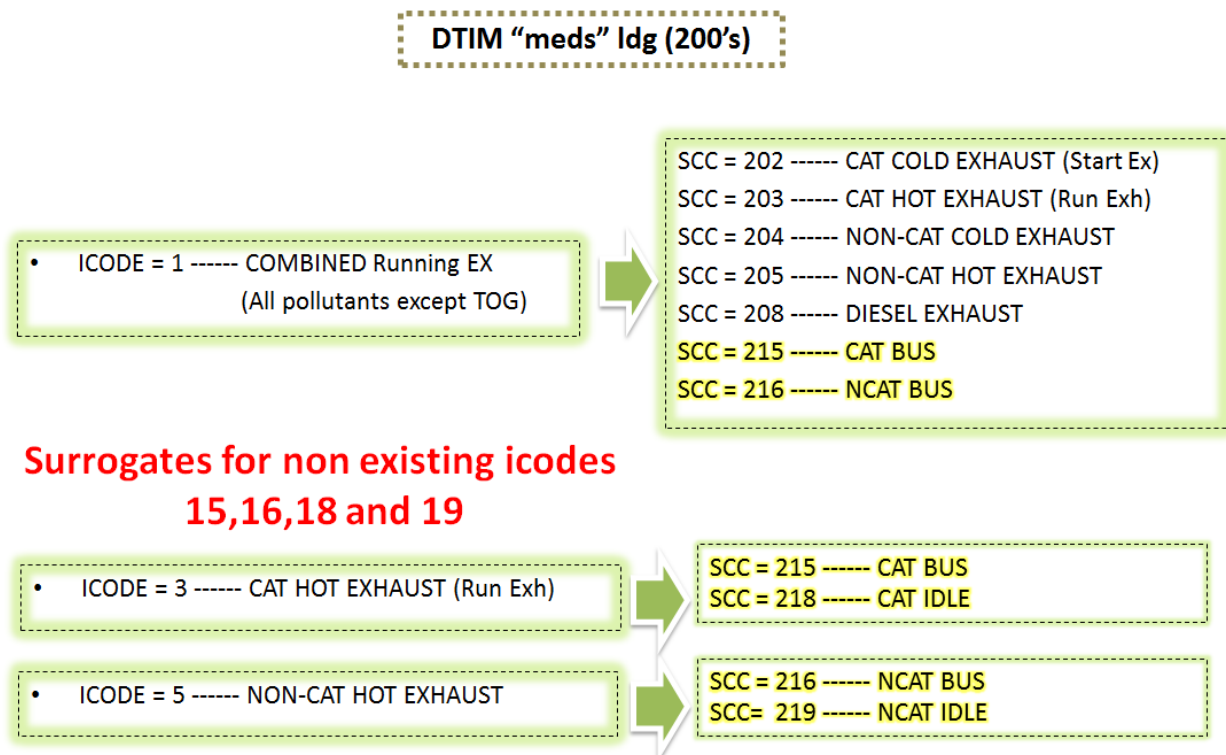 DTIM “meds” ldg (200’s)
• ICODE = 1 ------ COMBINED Running EX
(All pollutants except TOG)
SCC = 202 ------ CAT COLD EXHAUST (Start Ex)
SCC = 203 ------ CAT HOT EXHAUST (Run Exh)
SCC = 204 ------ NON-CAT COLD EXHAUST
SCC = 205 ------ NON-CAT HOT EXHAUST
SCC = 208 ------ DIESEL EXHAUST
SCC = 215 ------ CAT BUS
SCC = 216 ------ NCAT BUS
Surrogates for non existing icodes
15,16,18 and 19
• ICODE = 3 ------ CAT HOT EXHAUST (Run Exh)
SCC = 215 ------ CAT BUS
SCC = 218 ------ CAT IDLE
• ICODE = 5 ------ NON-CAT HOT EXHAUST
SCC = 216 ------ NCAT BUS
SCC= 219 ------ NCAT IDLE